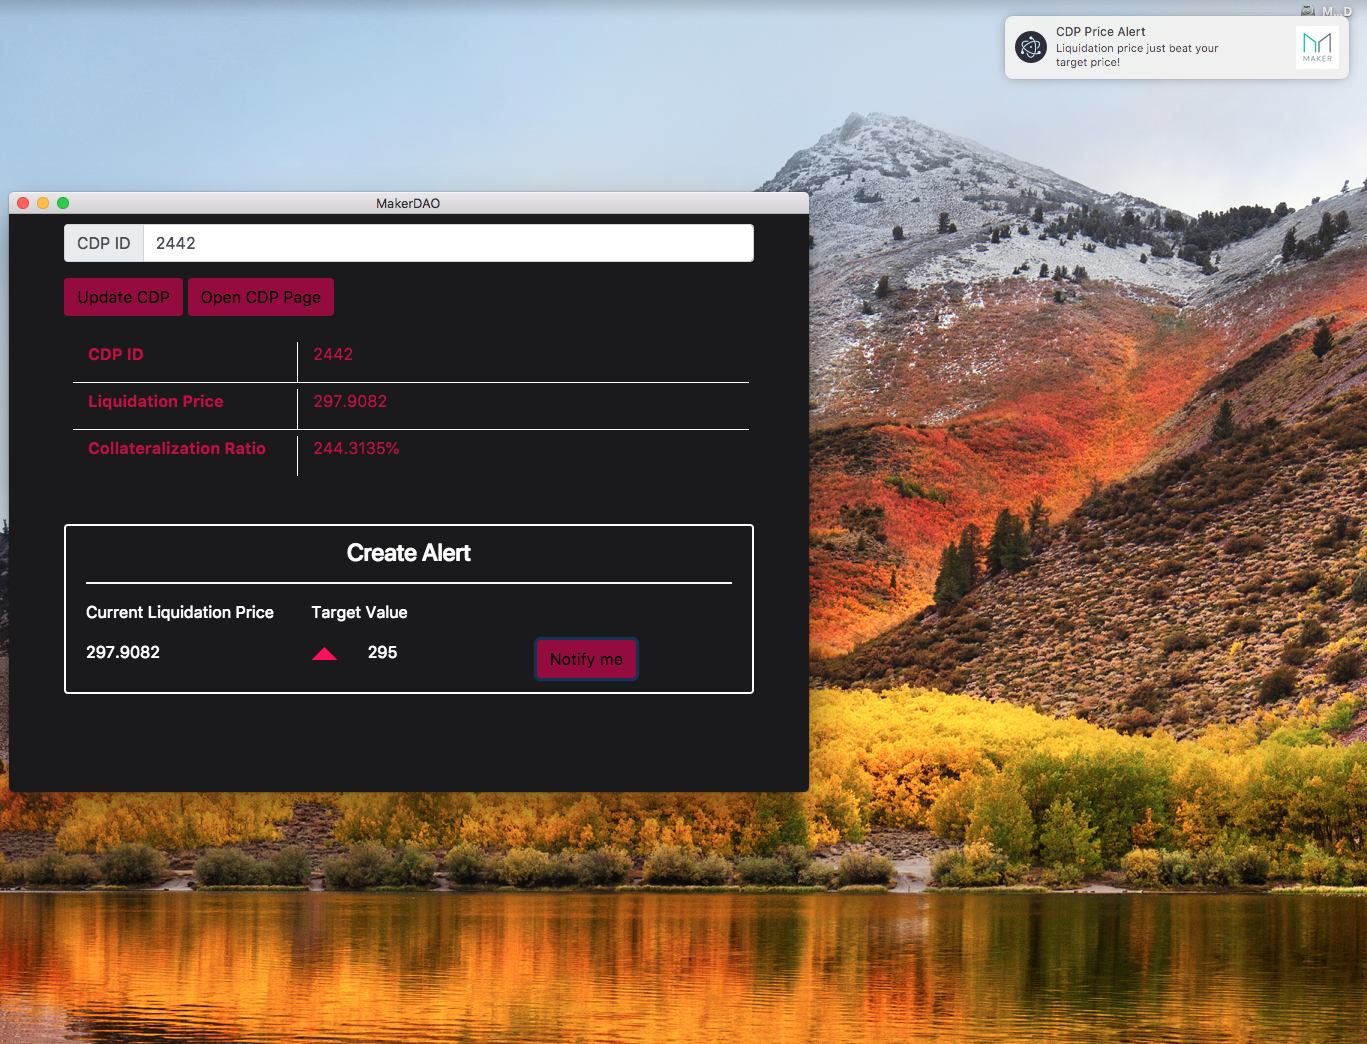 M...D
CDP Price Alert
Liquidation price just beat your
target price!
MAKER
MakerDAO
CDP ID 2442
Update CDP Open CDP Page
CDP ID 2442
Liquidation Price 297.9082
Collateralization Ratio 244.3135%
Create Alert
Current Liquidation Price Target Value
297.9082 295 Notify me